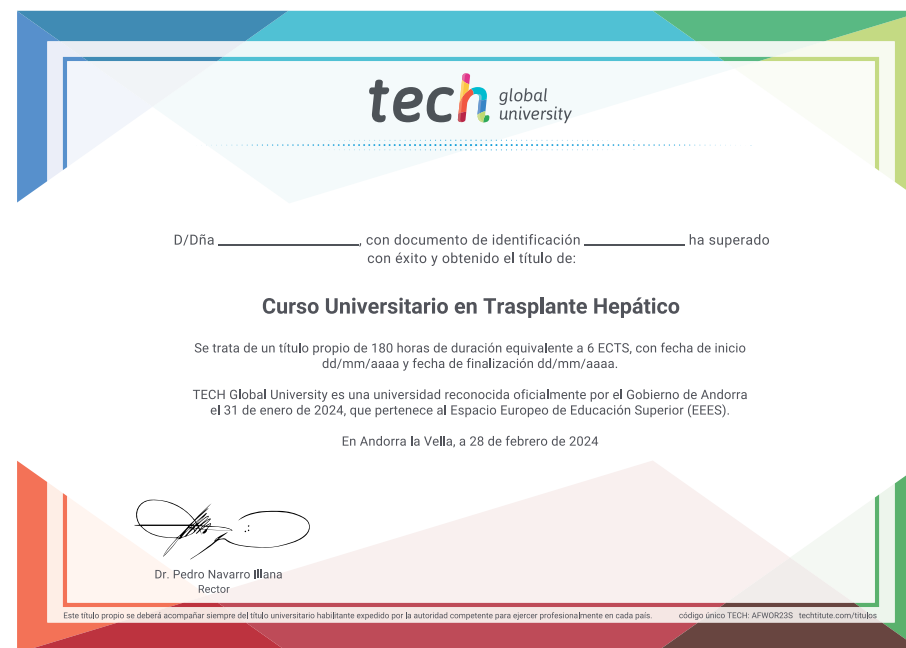 tech global university
D/Dña ____________________, con documento de identificación ______________ ha superado
con éxito y obtenido el título de:
Curso Universitario en Trasplante Hepático
Se trata de un título propio de 180 horas de duración equivalente a 6 ECTS, con fecha de inicio
dd/mm/aaaa y fecha de finalización dd/mm/aaaa.
TECH Global University es una universidad reconocida oficialmente por el Gobierno de Andorra
el 31 de enero de 2024, que pertenece al Espacio Europeo de Educación Superior (EEES).
En Andorra la Vella, a 28 de febrero de 2024
Dr. Pedro Navarro Illana
Rector
Este título propio se deberá acompañar siempre del título universitario habilitante expedido por la autoridad competente para ejercer profesionalmente en cada país. código único TECH: AFWOR23S techtitute.com/titulos